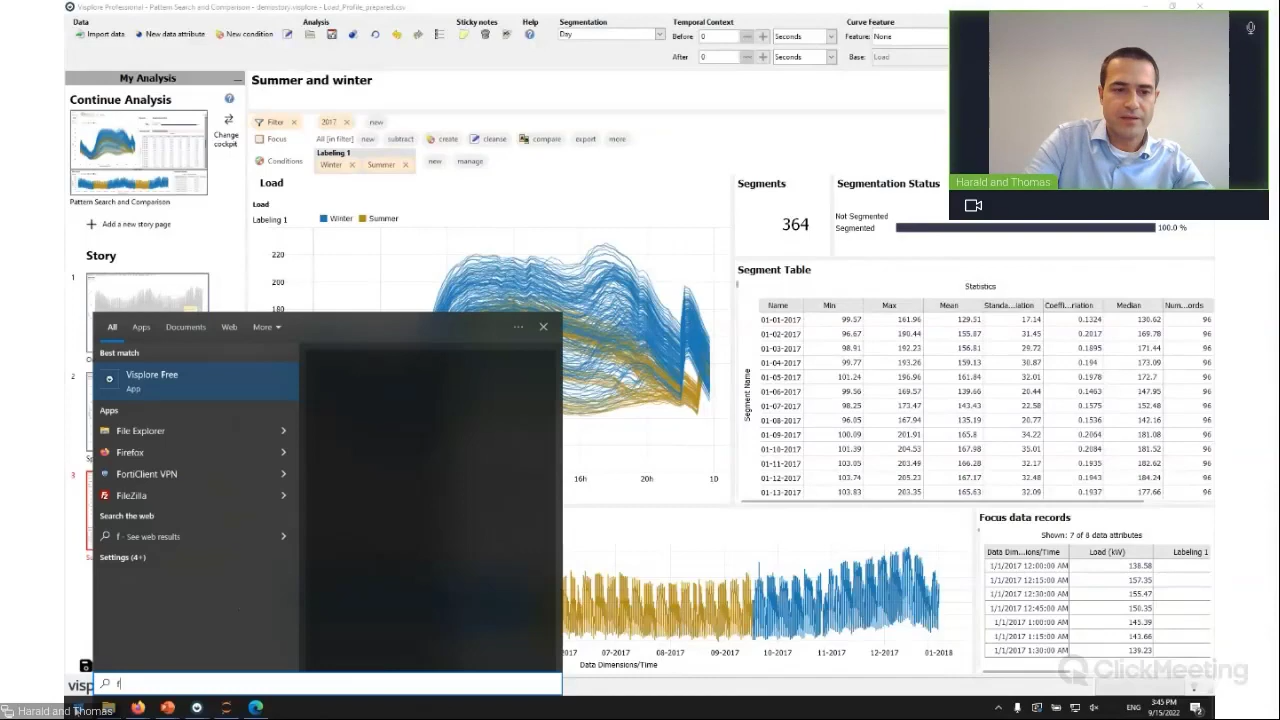 Visplore Professional - Pattern Search and Comparison - demostory.visplore - Load_Profile_prepared.csv
Data
Analysis
Sticky notes
Help
Segmentation
Temporal Context
Curve Feature
Import data
New data attribute
New condition
Day
Before
0
Seconds
Feature:
None
After
0
Seconds
Base:
Load
My Analysis
Summer and winter
Continue Analysis
Change
cockpit
Pattern Search and Comparison
Add a new story page
Story
1
2
3
Filter
2017
new
Focus
All [in filter]
new
subtract
create
cleanse
compare
export
more
Conditions
Labeling 1
Winter
Summer
new
manage
Harald and Thomas
Load
Load
Labeling 1
Winter
Summer
220
200
180
16h
20h
1D
Segments
364
Segmentation Status
Not Segmented
Segmented
100.0 %
Segment Table
Statistics
Segment Name
Name Min Max Mean Standa...iation Coeffi...riation Median Num...ords
01-01-2017 99.57 161.96 129.51 17.14 0.1324 130.62 96
01-02-2017 96.67 190.44 155.87 31.45 0.2017 169.78 96
01-03-2017 98.91 192.23 156.81 29.72 0.1895 171.44 96
01-04-2017 99.77 193.26 159.13 30.87 0.194 173.09 96
01-05-2017 101.24 196.96 161.84 32.01 0.1978 172.7 96
01-06-2017 99.56 169.57 139.66 20.44 0.1463 147.95 96
01-07-2017 98.25 173.47 143.43 22.58 0.1575 152.48 96
01-08-2017 96.05 167.94 135.19 20.77 0.1536 142.16 96
01-09-2017 100.09 201.91 165.8 34.22 0.2064 181.08 96
01-10-2017 101.39 204.53 167.98 35.01 0.2084 181.52 96
01-11-2017 103.05 203.49 166.28 32.17 0.1935 182.62 96
01-12-2017 103.74 205.23 167.17 32.48 0.1943 184.24 96
01-13-2017 103.83 203.35 165.63 32.09 0.1937 177.66 96
All
Apps
Documents
Web
More
Best match
Visplore Free
App
Apps
File Explorer
Firefox
FortiClient VPN
FileZilla
Search the web
f - See web results
Settings (4+)
f
07-2017
08-2017
09-2017
10-2017
11-2017
12-2017
01-2018
Data Dimensions/Time
Focus data records
Shown: 7 of 8 data attributes
Data Dim...ions/Time Load (kW) Labeling 1
1/1/2017 12:00:00 AM 138.58
1/1/2017 12:15:00 AM 157.35
1/1/2017 12:30:00 AM 155.47
1/1/2017 12:45:00 AM 150.35
1/1/2017 1:00:00 AM 145.39
1/1/2017 1:15:00 AM 143.66
1/1/2017 1:30:00 AM 139.23
ClickMeeting
Harald and Thomas
ENG
3:45 PM
9/15/2022